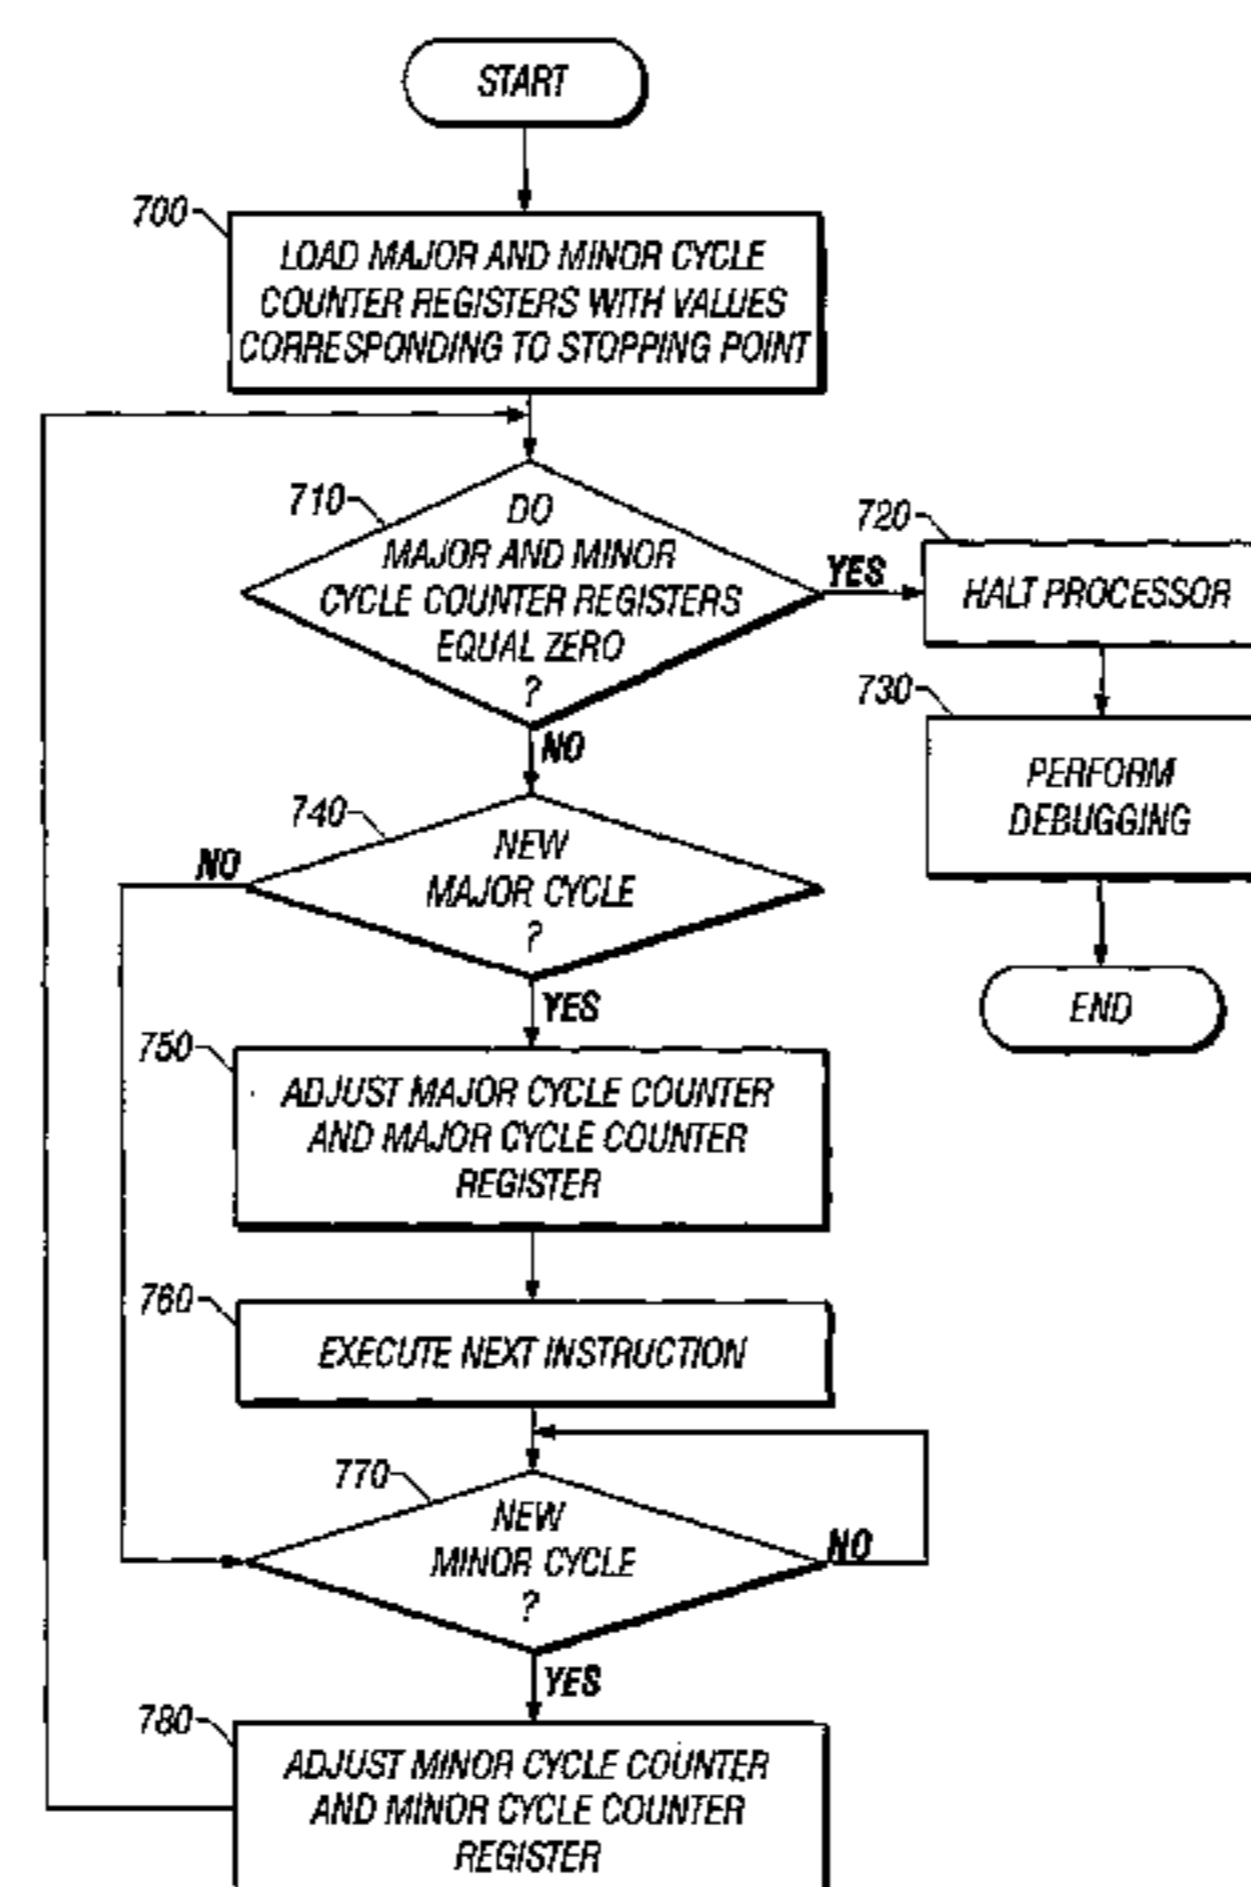 START
700
LOAD MAJOR AND MINOR CYCLE
COUNTER REGISTERS WITH VALUES
CORRESPONDING TO STOPPING POINT
710
DO
MAJOR AND MINOR
CYCLE COUNTER REGISTERS
EQUAL ZERO
?
YES
720
HALT PROCESSOR
730
PERFORM
DEBUGGING
END
NO
740
NEW
MAJOR CYCLE
?
NO
YES
750
ADJUST MAJOR CYCLE COUNTER
AND MAJOR CYCLE COUNTER
REGISTER
760
EXECUTE NEXT INSTRUCTION
770
NEW
MINOR CYCLE
?
NO
YES
780
ADJUST MINOR CYCLE COUNTER
AND MINOR CYCLE COUNTER
REGISTER